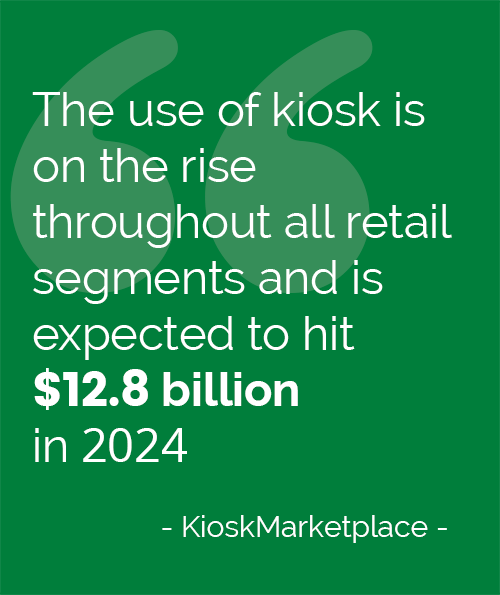 The use of kiosk is
on the rise
throughout all retail
segments and is
expected to hit
$12.8 billion
in 2024
- KioskMarketplace -